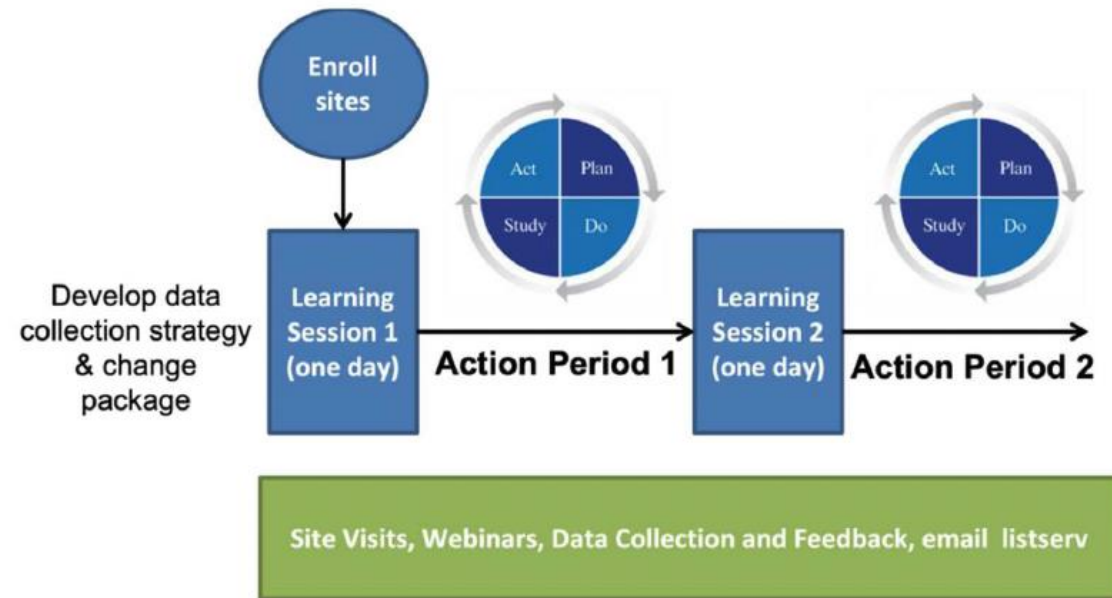 Enroll
sites
Act
Plan
Study
Do
Act
Plan
Study
Do
Develop data
collection strategy
& change
package
Learning
Session 1
(one day)
Action Period 1
Learning
Session 2
(one day)
Action Period 2
Site Visits, Webinars, Data Collection and Feedback, email listserv